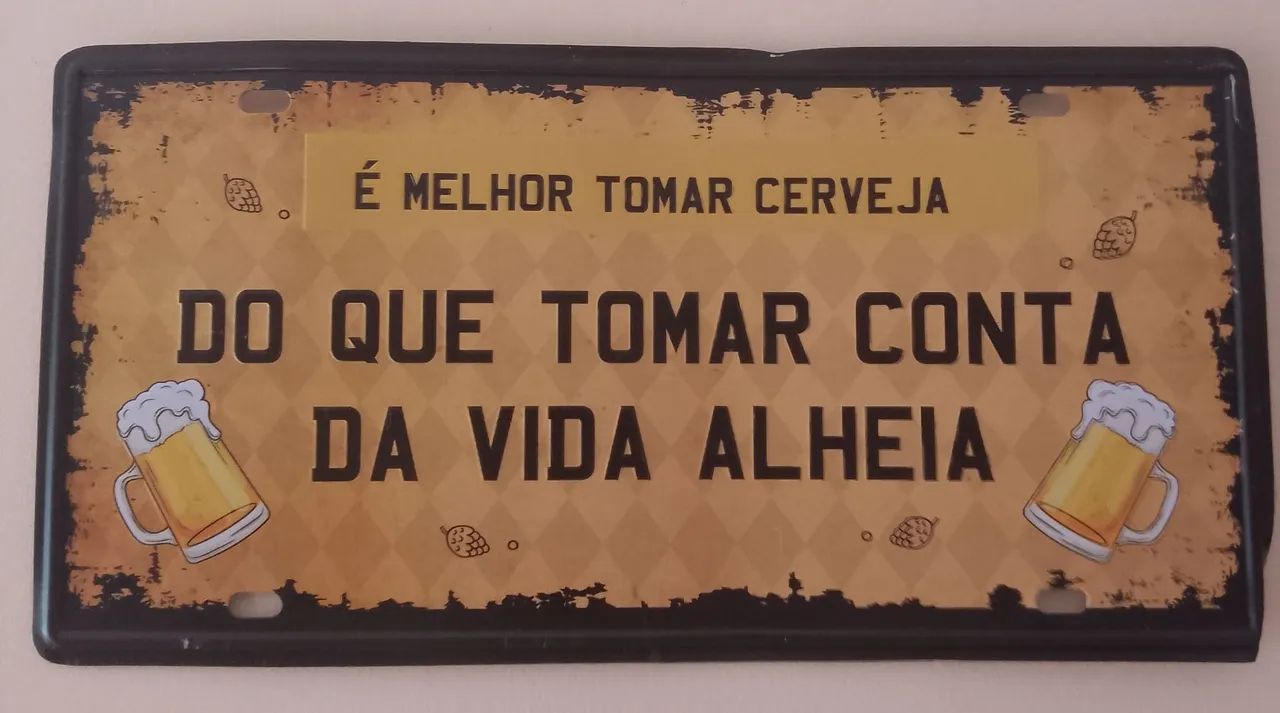 É MELHOR TOMAR CERVEJA
DO QUE TOMAR CONTA
DA VIDA ALHEIA